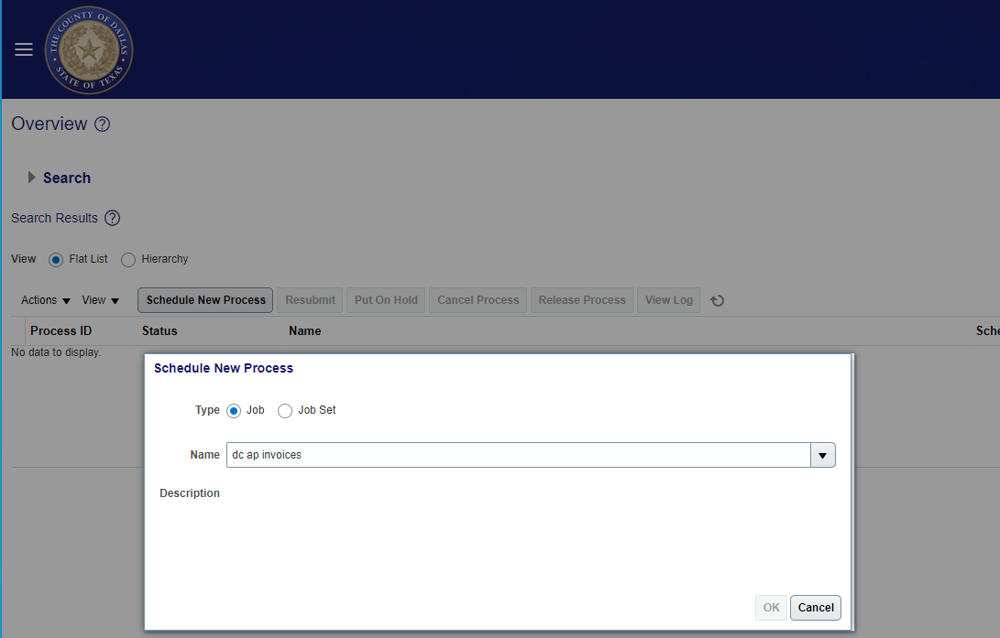 THE COUNTY OF DALLAS
STATE OF TEXAS
Overview ?
Search
Search Results ?
View Flat List Hierarchy
Actions View Schedule New Process Resubmit Put On Hold Cancel Process Release Process View Log
Process ID Status Name
No data to display.
Schedule New Process
Type Job Job Set
Name dc ap invoices
Description
OK Cancel